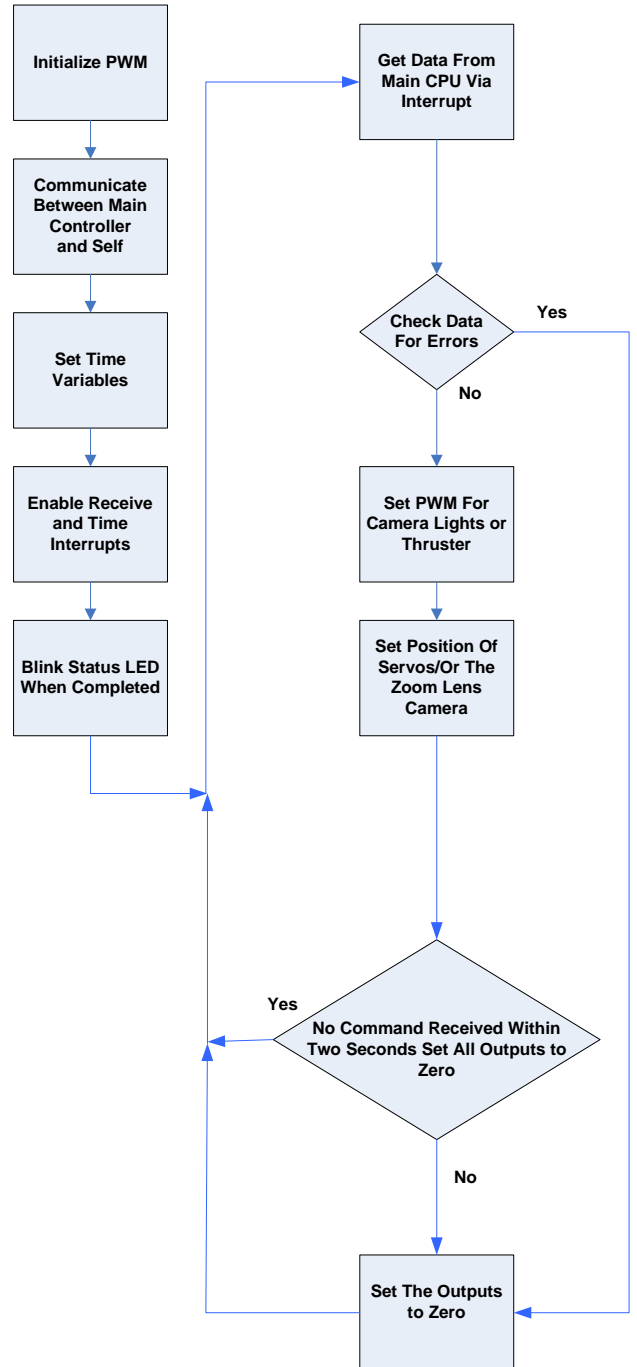 Initialize PWM
Communicate
Between Main
Controller
and Self
Set Time
Variables
Enable Receive
and Time
Interrupts
Blink Status LED
When Completed
Get Data From
Main CPU Via
Interrupt
Check Data
For Errors
Yes
No
Set PWM For
Camera Lights or
Thruster
Set Position Of
Servos/Or The
Zoom Lens
Camera
Yes
No Command Received Within
Two Seconds Set All Outputs to
Zero
No
Set The Outputs
to Zero